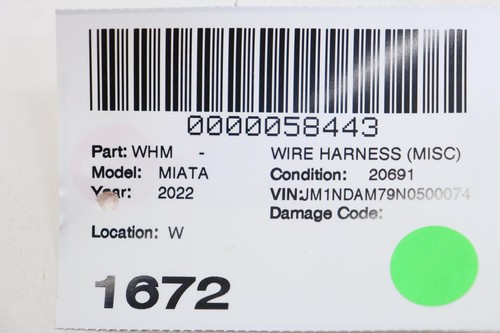 0000058443
Part: WHM - WIRE HARNESS (MISC)
Model: MIATA Condition: 20691
Year: 2022 VIN:JM1NDAM79N0500074
Damage Code:
Location: W
1672